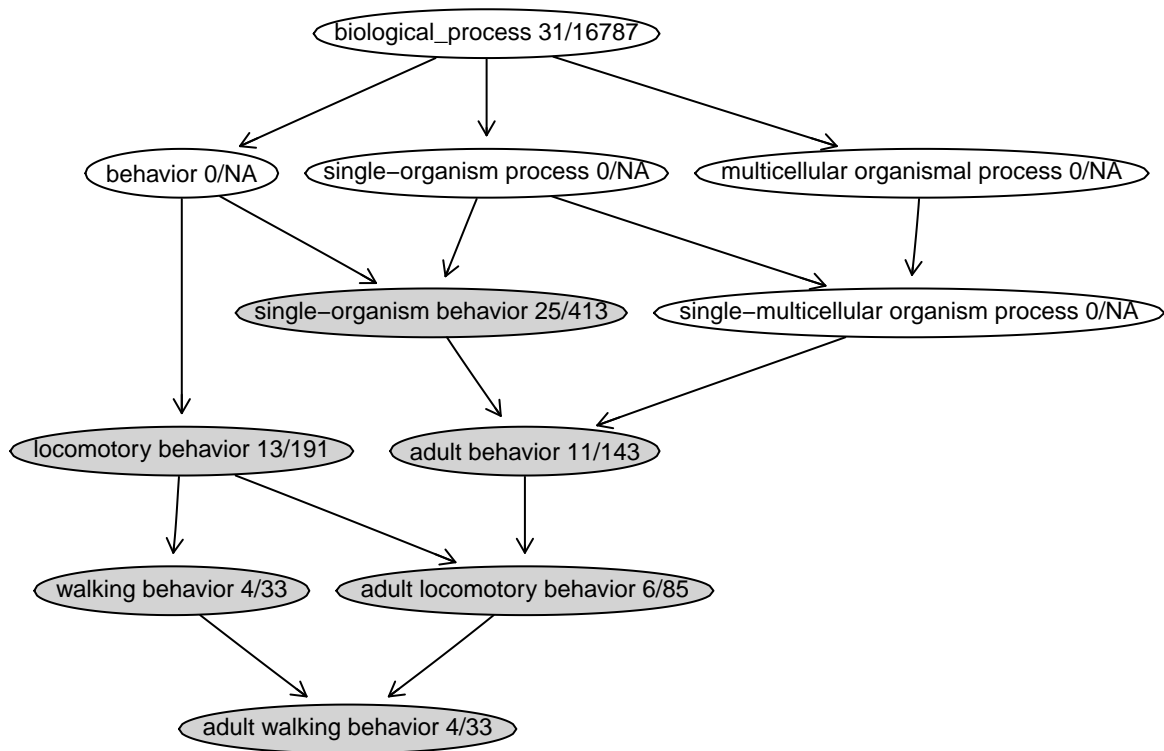 biological_process 31/16787
behavior 0/NA
single−organism process 0/NA
multicellular organismal process 0/NA
single−organism behavior 25/413
single−multicellular organism process 0/NA
locomotory behavior 13/191
adult behavior 11/143
walking behavior 4/33
adult locomotory behavior 6/85
adult walking behavior 4/33